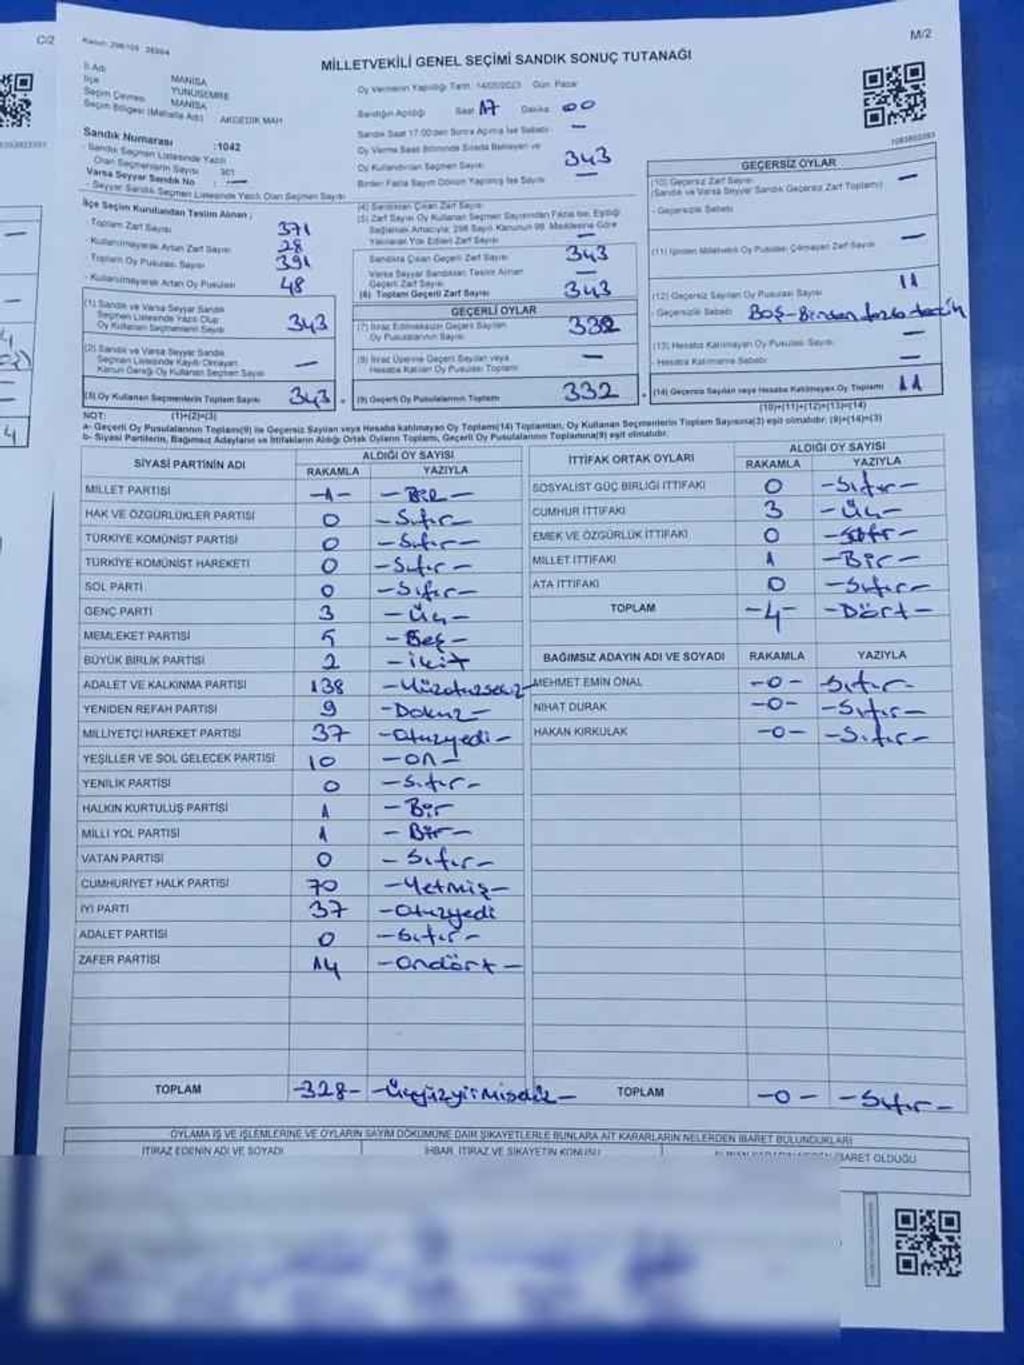 C/2
M/2
MİLLETVEKİLİ GENEL SEÇİMİ SANDIK SONUÇ TUTANAĞI
İl Adı MANİSA
İlçe YUNUSEMRE
Seçim Çevresi MANİSA
Seçim Bölgesi (Mahalle Adı) AKGEDİK MAH
Sandık Numarası :1042
- Sandık Seçmen Listesinde Yazılı
Olan Seçmenlerin Sayısı
Varsa Seyyar Sandık No : —
- Seyyar Sandık Seçmen Listesinde Yazılı Olan Seçmen Sayısı
İlçe Seçim Kurulundan Teslim Alınan :
- Toplam Zarf Sayısı 371
- Kullanılmayarak Artan Zarf Sayısı 28
- Toplam Oy Pusulası Sayısı 391
- Kullanılmayarak Artan Oy Pusulası 48
(1) Sandık ve Varsa Seyyar Sandık
Seçmen Listesinde Yazılı Olup
Oy Kullanan Seçmenlerin Sayısı 343
(2) Sandık ve Varsa Seyyar Sandık
Seçmen Listesinde Kayıtlı Olmayan
Kanun Gereği Oy Kullanan Seçmen Sayısı —
(3) Oy Kullanan Seçmenlerin Toplam Sayısı 343
(1)+(2)=(3)
Oy Vermenin Yapıldığı Tarih: 14/05/2023 Gün: Pazar
Sandığın Açıldığı Saat 17 Dakika 00
Sandık Saat 17:00'den Sonra Açılmış İse Sebebi —
Oy Verme Saati Bitiminde Sırada Bekleyen ve
Oy Kullandırılan Seçmen Sayısı 343
Birden Fazla Sayım Döküm Yapılmış İse Sayısı —
(4) Sandıktan Çıkan Zarf Sayısı
(5) Zarf Sayısı Oy Kullanan Seçmen Sayısından Fazla İse, Eşitliği
Sağlamak Amacıyla; 298 Sayılı Kanunun 98. Maddesine Göre
Yakılarak Yok Edilen Zarf Sayısı —
Sandıkta Çıkan Geçerli Zarf Sayısı 343
Varsa Seyyar Sandıktan Teslim Alınan
Geçerli Zarf Sayısı —
(6) Toplam Geçerli Zarf Sayısı 343
GEÇERLİ OYLAR
(7) İtiraz Edilmeksizin Geçerli Sayılan
Oy Pusulalarının Sayısı 332
(8) İtiraz Üzerine Geçerli Sayılan veya
Hesaba Katılan Oy Pusulası Toplamı —
(9) Geçerli Oy Pusulalarının Toplamı 332
GEÇERSİZ OYLAR
(10) Geçersiz Zarf Sayısı
(Sandık ve Varsa Seyyar Sandık Geçersiz Zarf Toplamı) —
- Geçersizlik Sebebi
(11) İçinden Milletvekili Oy Pusulası Çıkmayan Zarf Sayısı —
(12) Geçersiz Sayılan Oy Pusulası Sayısı 11
- Geçersizlik Sebebi Boş-Birden fazla tercih
(13) Hesaba Katılmayan Oy Pusulası Sayısı —
- Hesaba Katılmama Sebebi —
(14) Geçersiz Sayılan veya Hesaba Katılmayan Oy Toplamı 11
(10)+(11)+(12)+(13)=(14)
NOT:
a- Geçerli Oy Pusulalarının Toplamı(9) ile Geçersiz Sayılan veya Hesaba katılmayan Oy Toplamı(14) Toplamları, Oy Kullanan Seçmenlerin Toplam Sayısına(3) eşit olmalıdır. (9)+(14)=(3)
b- Siyasi Partilerin, Bağımsız Adayların ve İttifakların Aldığı Ortak Oyların Toplamı, Geçerli Oy Pusulalarının Toplamına(9) eşit olmalıdır.
SİYASİ PARTİNİN ADI ALDIĞI OY SAYISI
RAKAMLA YAZIYLA
MİLLET PARTİSİ -1- -Bir-
HAK VE ÖZGÜRLÜKLER PARTİSİ 0 -Sıfır-
TÜRKİYE KOMÜNİST PARTİSİ 0 -Sıfır-
TÜRKİYE KOMÜNİST HAREKETİ 0 -Sıfır-
SOL PARTİ 0 -Sıfır-
GENÇ PARTİ 3 -Üç-
MEMLEKET PARTİSİ 5 -Beş-
BÜYÜK BİRLİK PARTİSİ 2 -iki-
ADALET VE KALKINMA PARTİSİ 138 -Yüzotuzsekiz-
YENİDEN REFAH PARTİSİ 9 -Dokuz-
MİLLİYETÇİ HAREKET PARTİSİ 37 -Otuzyedi-
YEŞİLLER VE SOL GELECEK PARTİSİ 10 -on-
YENİLİK PARTİSİ 0 -Sıfır-
HALKIN KURTULUŞ PARTİSİ 1 -Bir
MİLLİ YOL PARTİSİ 1 -Bir-
VATAN PARTİSİ 0 -Sıfır-
CUMHURİYET HALK PARTİSİ 70 -Yetmiş-
İYİ PARTİ 37 -Otuzyedi
ADALET PARTİSİ 0 -Sıfır-
ZAFER PARTİSİ 14 -Ondört-
TOPLAM -328- -Üçyüzyirmisekiz-
İTTİFAK ORTAK OYLARI ALDIĞI OY SAYISI
RAKAMLA YAZIYLA
SOSYALİST GÜÇ BİRLİĞİ İTTİFAKI 0 -Sıfır-
CUMHUR İTTİFAKI 3 -Üç-
EMEK VE ÖZGÜRLÜK İTTİFAKI 0 -Sıfır-
MİLLET İTTİFAKI 1 -Bir-
ATA İTTİFAKI 0 -Sıfır-
TOPLAM -4- -Dört-
BAĞIMSIZ ADAYIN ADI VE SOYADI RAKAMLA YAZIYLA
MEHMET EMİN ÖNAL -0- Sıfır-
NİHAT DURAK -0- -Sıfır-
HAKAN KIRKULAK -0- -Sıfır-
TOPLAM -0- -Sıfır-
OYLAMA İŞ VE İŞLEMLERİNE VE OYLARIN SAYIM DÖKÜMÜNE DAİR ŞİKAYETLERLE BUNLARA AİT KARARLARIN NELERDEN İBARET BULUNDUKLARI
İTİRAZ EDENİN ADI VE SOYADI İHBAR, İTİRAZ VE ŞİKAYETİN KONUSU İBARET OLDUĞU